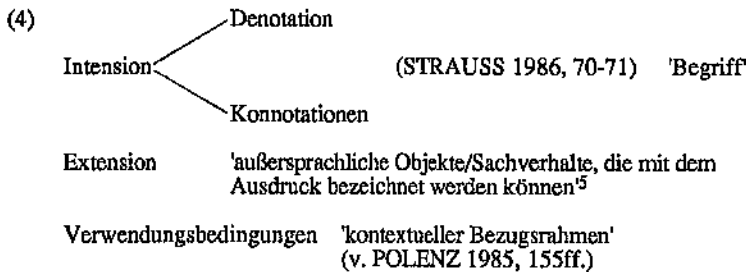 (4) Denotation
Intension (STRAUSS 1986, 70-71) 'Begriff'
Konnotationen
Extension 'außersprachliche Objekte/Sachverhalte, die mit dem
Ausdruck bezeichnet werden können'5
Verwendungsbedingungen 'kontextueller Bezugsrahmen'
(v. POLENZ 1985, 155ff.)